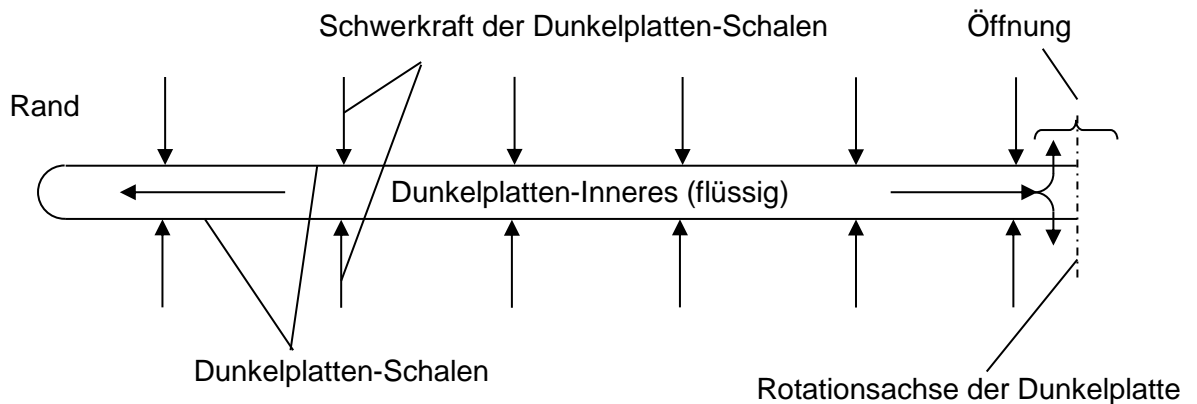 Schwerkraft der Dunkelplatten-Schalen
Öffnung
Rand
Dunkelplatten-Inneres (flüssig)
Dunkelplatten-Schalen
Rotationsachse der Dunkelplatte